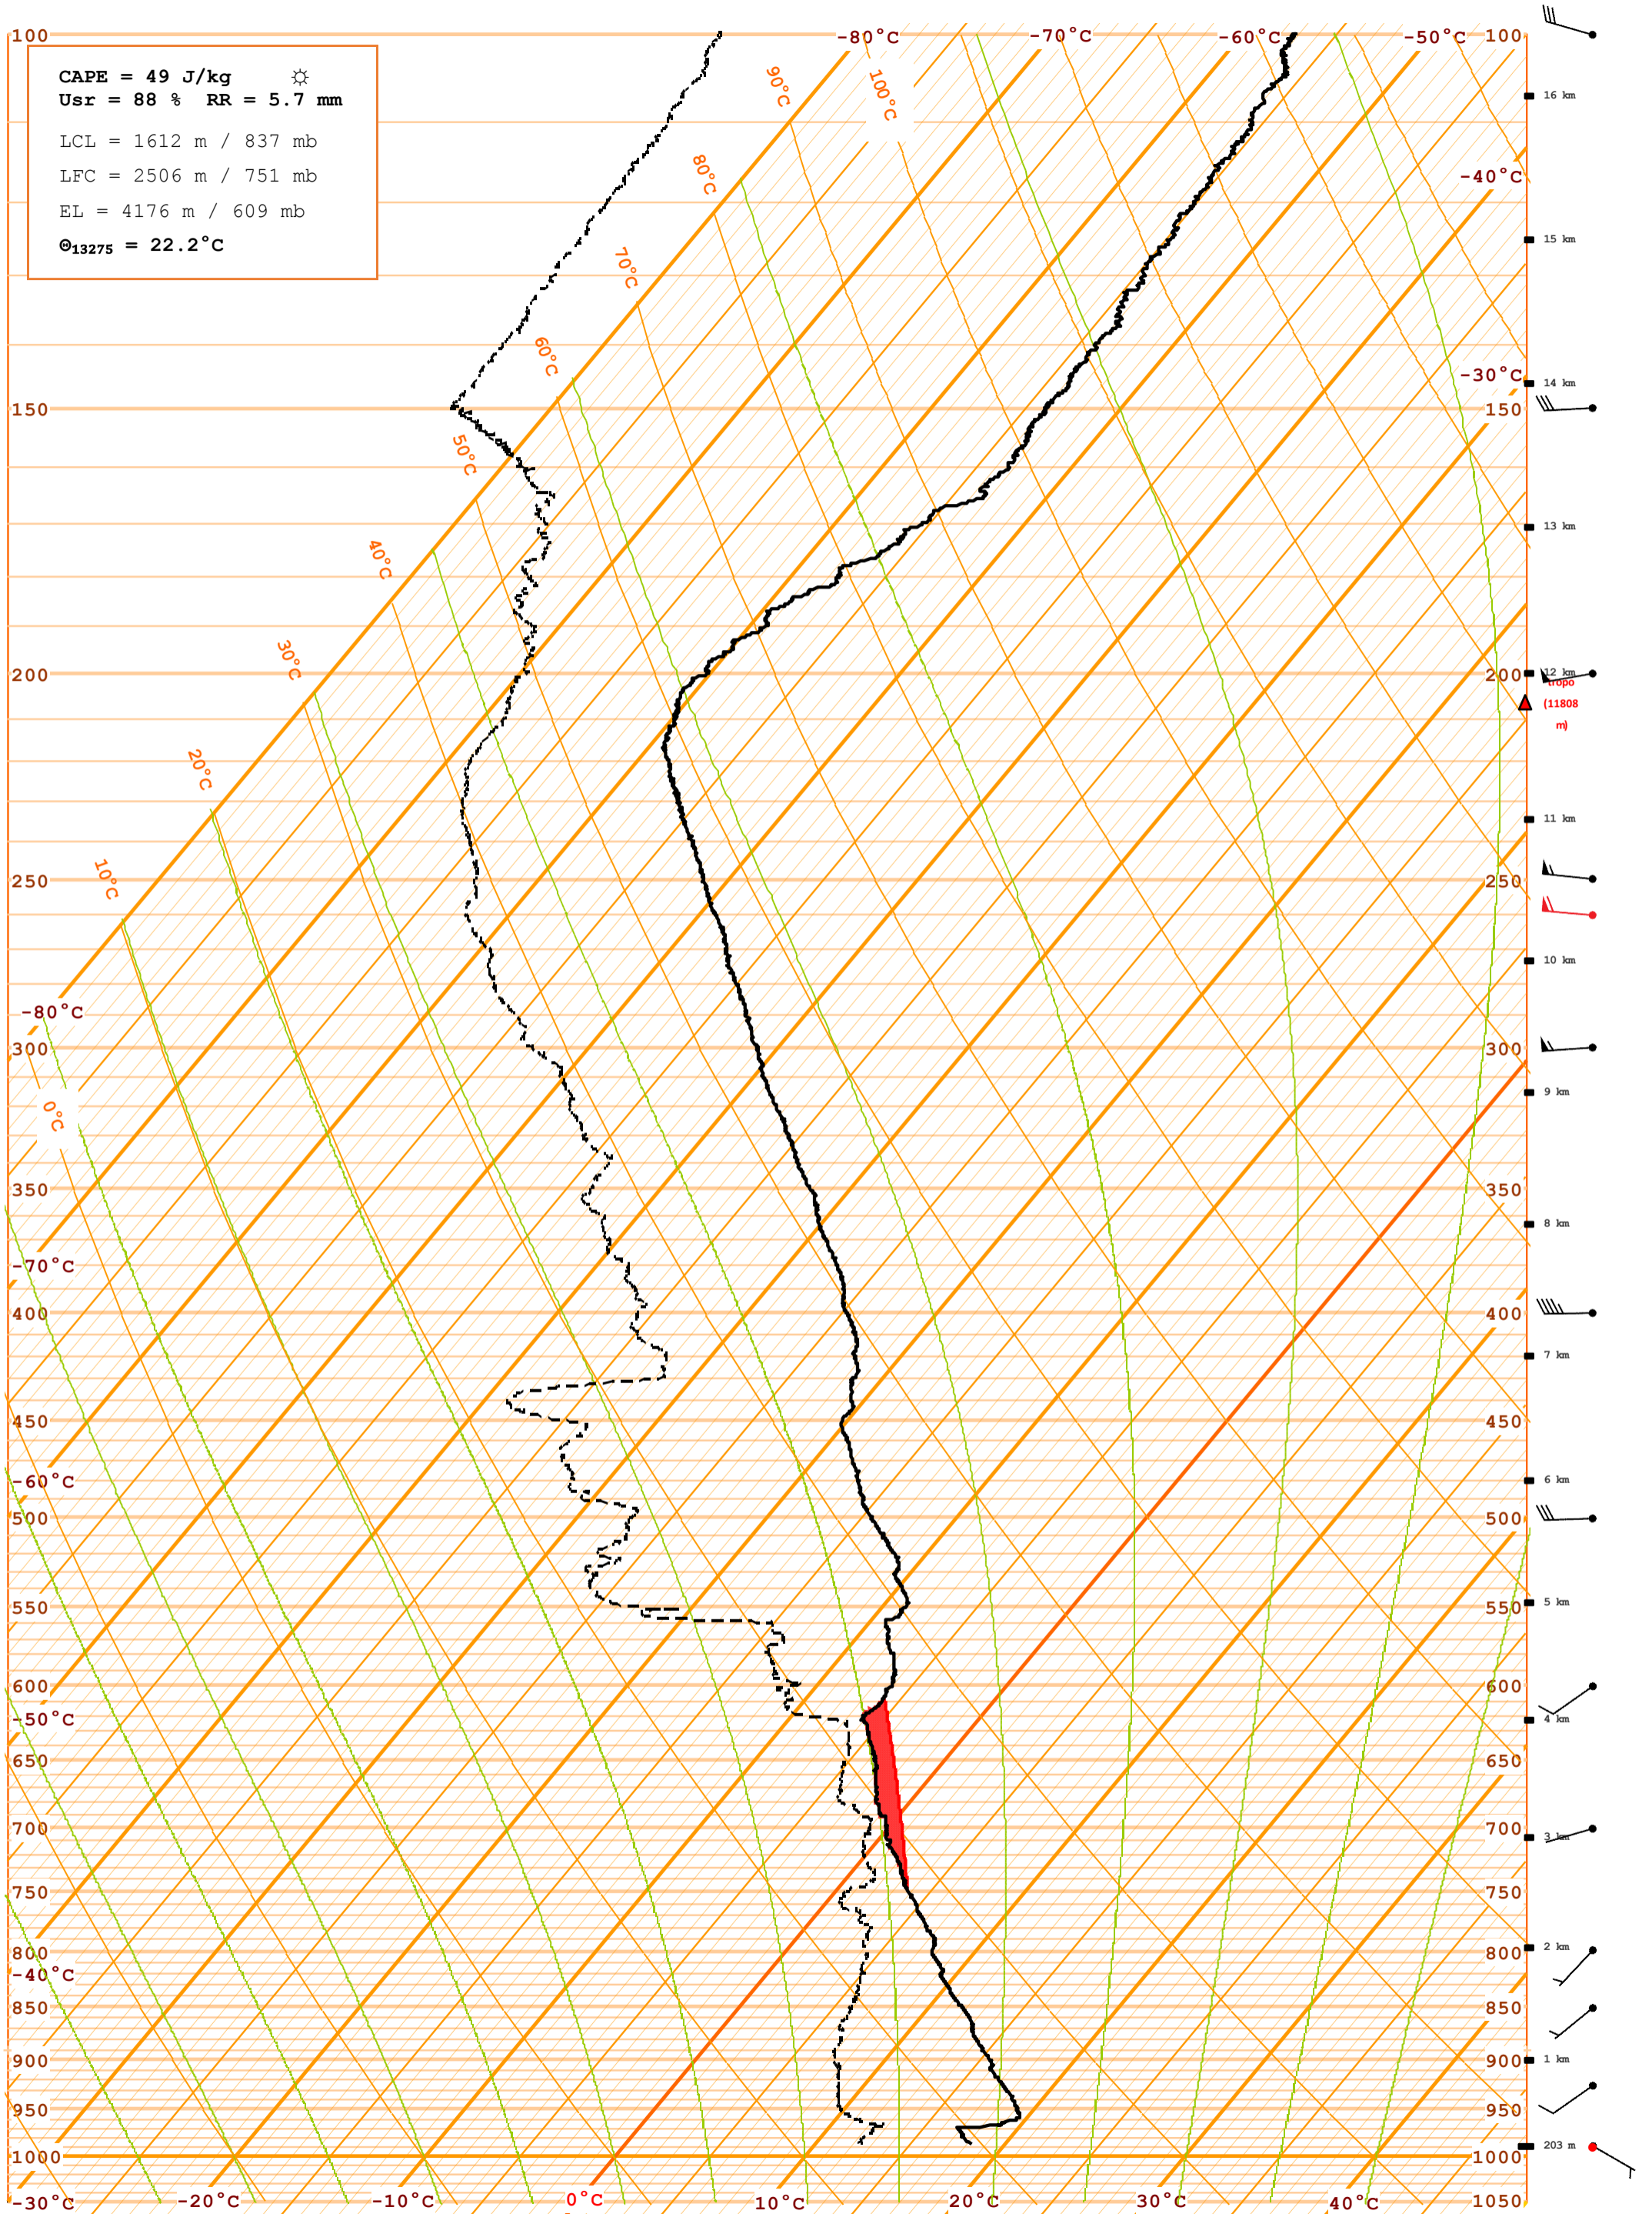 -80°C -70°C -60°C -50°C
100 100
CAPE = 49 J/kg ☼
Usr = 88 % RR = 5.7 mm
LCL = 1612 m / 837 mb
LFC = 2506 m / 751 mb
EL = 4176 m / 609 mb
Θ13275 = 22.2°C
90°C 100°C
16 km
80°C
-40°C
15 km
70°C
60°C
-30°C
14 km
150 150
50°C
13 km
40°C
30°C
200 200
12 km
tropo
(11808
m)
20°C
11 km
10°C
250 250
10 km
-80°C
300 300
9 km
0°C
350 350
8 km
-70°C
400 400
7 km
450 450
-60°C
6 km
500 500
550 550
5 km
600 600
-50°C
4 km
650 650
700 700
3 km
750 750
800 800
2 km
-40°C
850 850
900 900
1 km
950 950
203 m
1000 1000
-30°C -20°C -10°C 0°C 10°C 20°C 30°C 40°C 1050